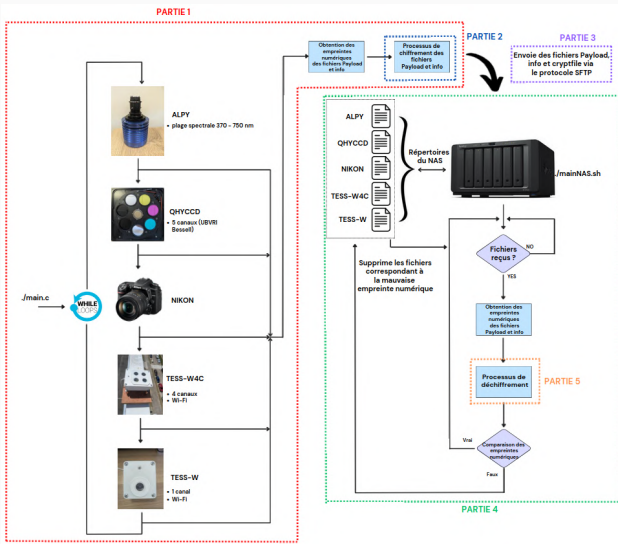 PARTIE 1
ALPY
• plage spectrale 370 - 750 nm
QHYCCD
• 5 canaux (UBVRI
Bessell)
./main.c
WHILE
LOOPS
NIKON
TESS-W4C
• 4 canaux
• Wi-Fi
TESS-W
• 1 canal
• Wi-Fi
Obtention des
empreintes
numériques
des fichiers Payload
et info
PARTIE 2
Processus de
chiffrement des
fichiers
Payload et info
PARTIE 3
Envoie des fichiers Payload,
info et cryptfile via
le protocole SFTP
ALPY
QHYCCD
NIKON
TESS-W4C
TESS-W
Répertoires
du NAS
./mainNAS.sh
Supprime les fichiers
correspondant à
la mauvaise
empreinte numérique
Fichiers
reçus ?
NO
YES
Obtention des
empreintes
numériques
des fichiers
Payload et info
Processus de
déchiffrement
PARTIE 5
Vrai
Comparaison des
empreintes
numériques
Faux
PARTIE 4